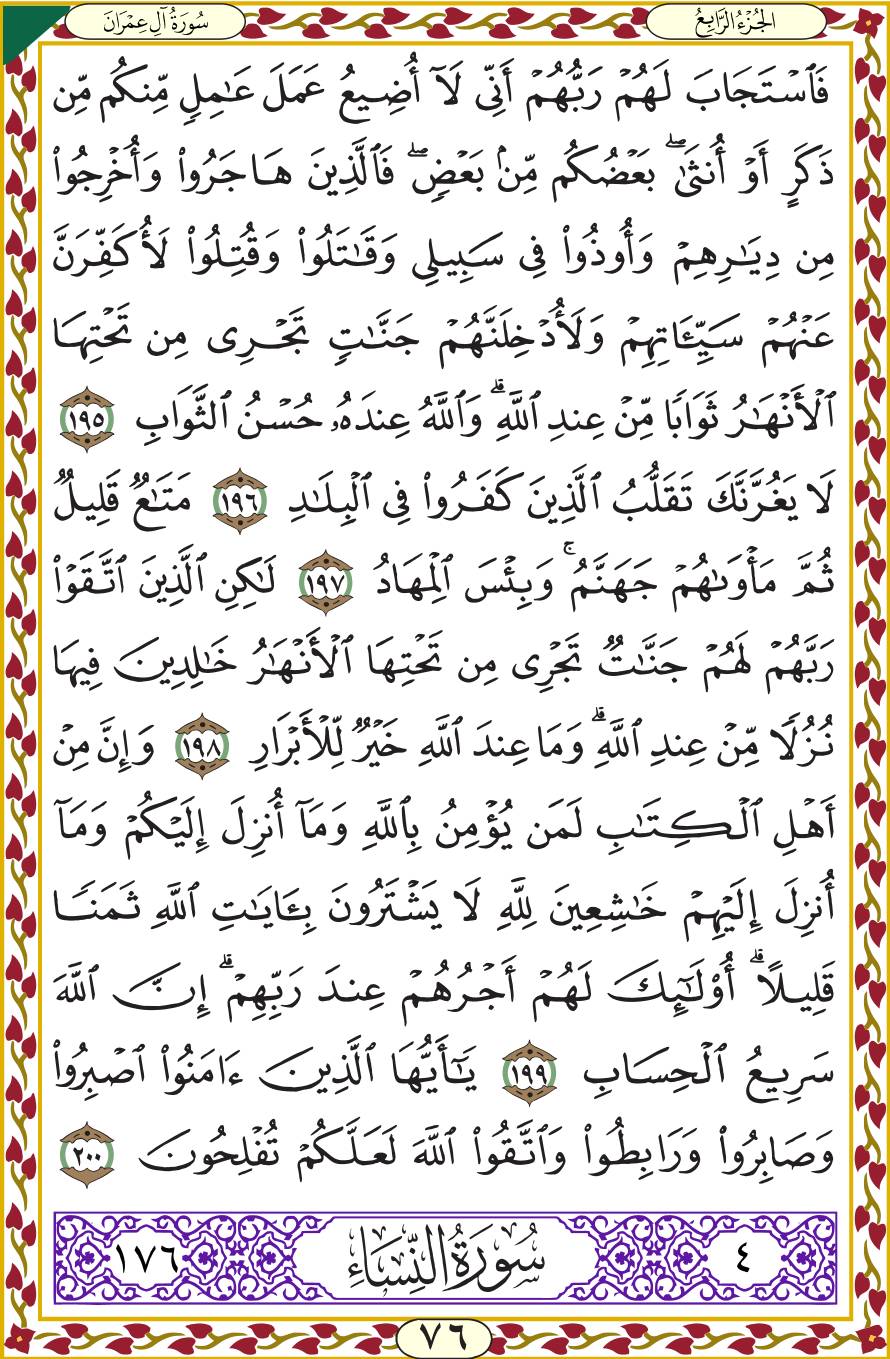 الجُزْءُ الرَّابِعُ
سُورَةُ آلِ عِمْرَانَ
فَٱسْتَجَابَ لَهُمْ رَبُّهُمْ أَنِّى لَآ أُضِيعُ عَمَلَ عَـٰمِلٍ مِّنكُم مِّن
ذَكَرٍ أَوْ أُنثَىٰ ۖ بَعْضُكُم مِّنۢ بَعْضٍ ۖ فَٱلَّذِينَ هَاجَرُوا۟ وَأُخْرِجُوا۟
مِن دِيَـٰرِهِمْ وَأُوذُوا۟ فِى سَبِيلِى وَقَـٰتَلُوا۟ وَقُتِلُوا۟ لَأُكَفِّرَنَّ
عَنْهُمْ سَيِّـَٔاتِهِمْ وَلَأُدْخِلَنَّهُمْ جَنَّـٰتٍ تَجْرِى مِن تَحْتِهَا
ٱلْأَنْهَـٰرُ ثَوَابًا مِّنْ عِندِ ٱللَّهِ ۗ وَٱللَّهُ عِندَهُۥ حُسْنُ ٱلثَّوَابِ ١٩٥
لَا يَغُرَّنَّكَ تَقَلُّبُ ٱلَّذِينَ كَفَرُوا۟ فِى ٱلْبِلَـٰدِ ١٩٦ مَتَـٰعٌ قَلِيلٌ
ثُمَّ مَأْوَىٰهُمْ جَهَنَّمُ ۚ وَبِئْسَ ٱلْمِهَادُ ١٩٧ لَـٰكِنِ ٱلَّذِينَ ٱتَّقَوْا۟
رَبَّهُمْ لَهُمْ جَنَّـٰتٌ تَجْرِى مِن تَحْتِهَا ٱلْأَنْهَـٰرُ خَـٰلِدِينَ فِيهَا
نُزُلًا مِّنْ عِندِ ٱللَّهِ ۗ وَمَا عِندَ ٱللَّهِ خَيْرٌ لِّلْأَبْرَارِ ١٩٨ وَإِنَّ مِنْ
أَهْلِ ٱلْكِتَـٰبِ لَمَن يُؤْمِنُ بِٱللَّهِ وَمَآ أُنزِلَ إِلَيْكُمْ وَمَآ
أُنزِلَ إِلَيْهِمْ خَـٰشِعِينَ لِلَّهِ لَا يَشْتَرُونَ بِـَٔايَـٰتِ ٱللَّهِ ثَمَنًا
قَلِيلًا ۗ أُو۟لَـٰٓئِكَ لَهُمْ أَجْرُهُمْ عِندَ رَبِّهِمْ ۗ إِنَّ ٱللَّهَ
سَرِيعُ ٱلْحِسَابِ ١٩٩ يَـٰٓأَيُّهَا ٱلَّذِينَ ءَامَنُوا۟ ٱصْبِرُوا۟
وَصَابِرُوا۟ وَرَابِطُوا۟ وَٱتَّقُوا۟ ٱللَّهَ لَعَلَّكُمْ تُفْلِحُونَ ٢٠٠
٤ سُورَةُ النِّسَاءِ ١٧٦
٧٦